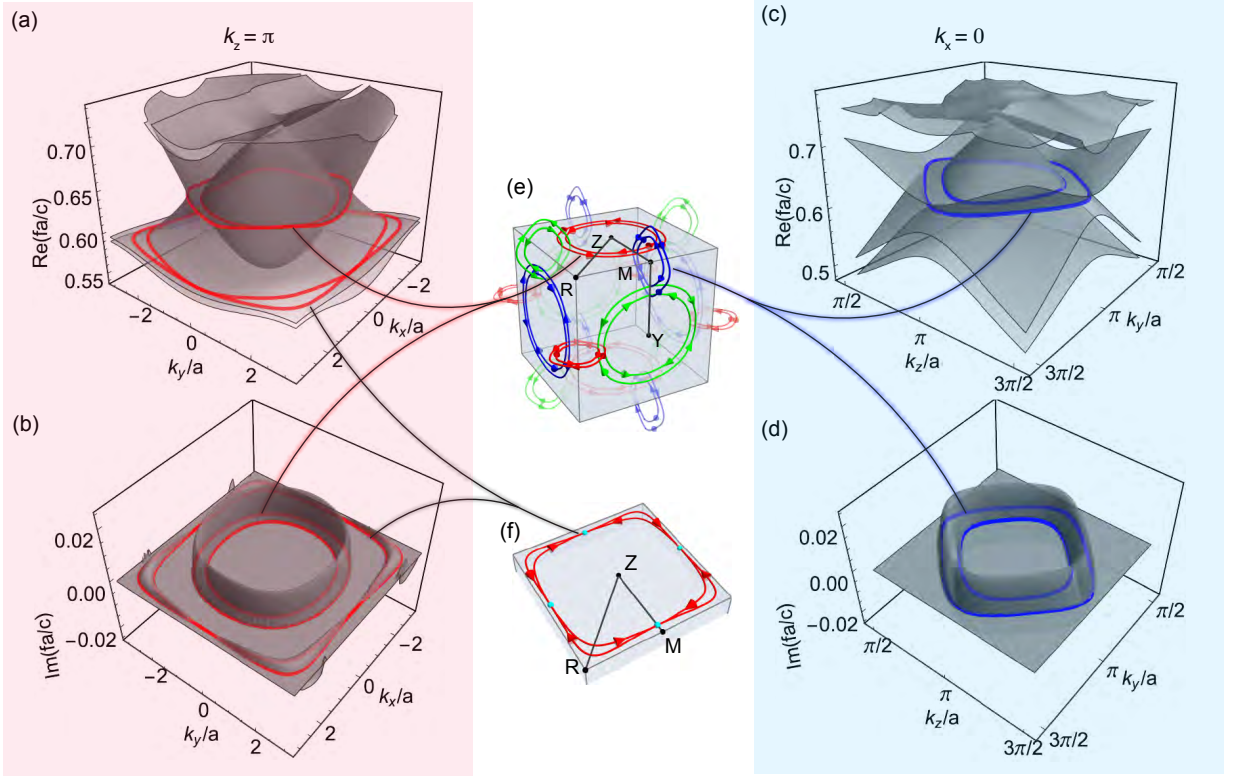 (a)
k_z = π
Re(fa/c)
0.70
0.65
0.60
0.55
−2
0
2
k_y/a
−2
0
2
k_x/a
(b)
Im(fa/c)
0.02
0.00
−0.02
−2
0
2
k_y/a
−2
0
2
k_x/a
(e)
Z
M
R
Y
(f)
Z
M
R
(c)
k_x = 0
Re(fa/c)
0.7
0.6
0.5
π/2
π
3π/2
k_z/a
π/2
π
3π/2
k_y/a
(d)
Im(fa/c)
0.02
0.00
−0.02
π/2
π
3π/2
k_z/a
π/2
π
3π/2
k_y/a